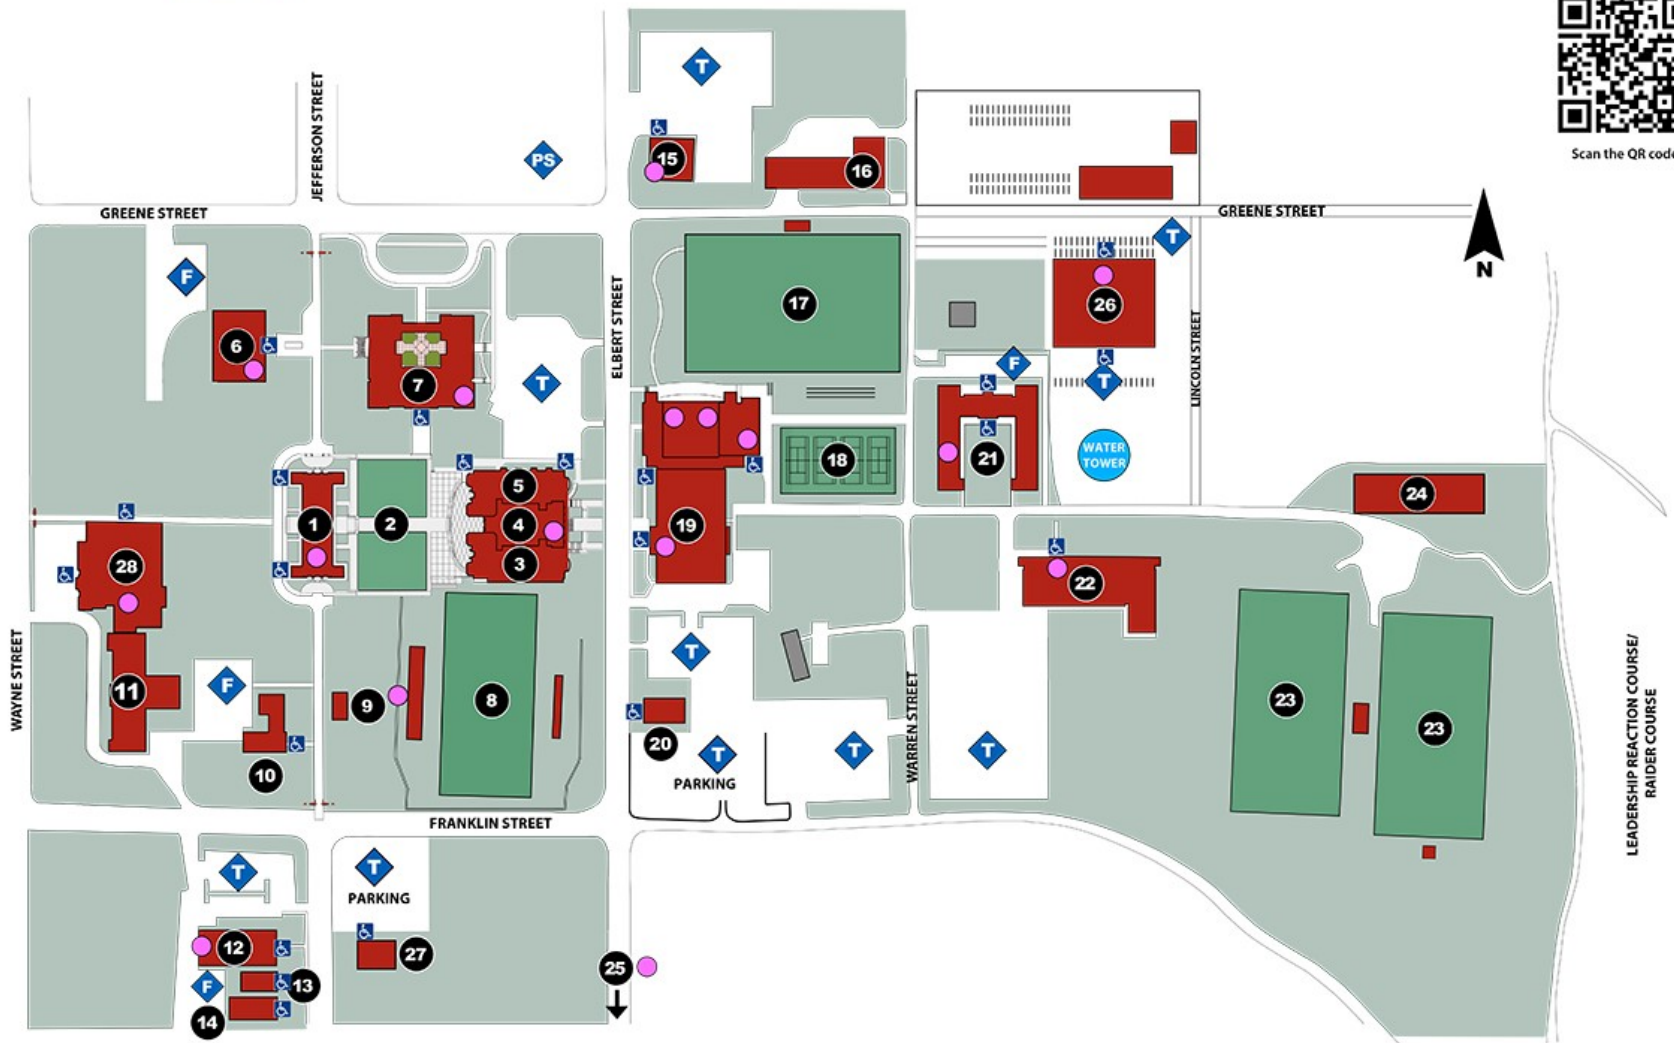 Scan the QR code
T
JEFFERSON STREET
PS
15
16
GREENE STREET
GREENE STREET
T
F
N
ELBERT STREET
17
26
6
LINCOLN STREET
7
F
T
T
18
21
WATER
TOWER
5
24
1
2
4
19
3
28
22
WAYNE STREET
T
LEADERSHIP REACTION COURSE/
RAIDER COURSE
11
F
9
8
23
23
WARREN STREET
20
T
T
T
10
PARKING
FRANKLIN STREET
T
T
PARKING
12
27
25
F
13
14